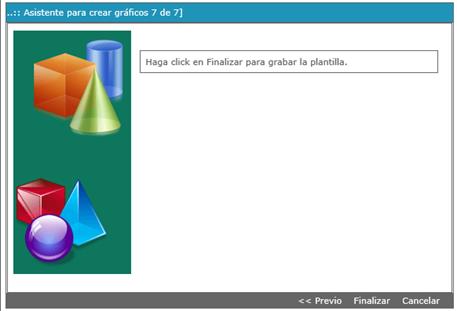 ..:: Asistente para crear gráficos 7 de 7]
Haga click en Finalizar para grabar la plantilla.
<< Previo Finalizar Cancelar